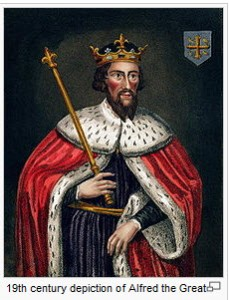 19th century depiction of Alfred the Great